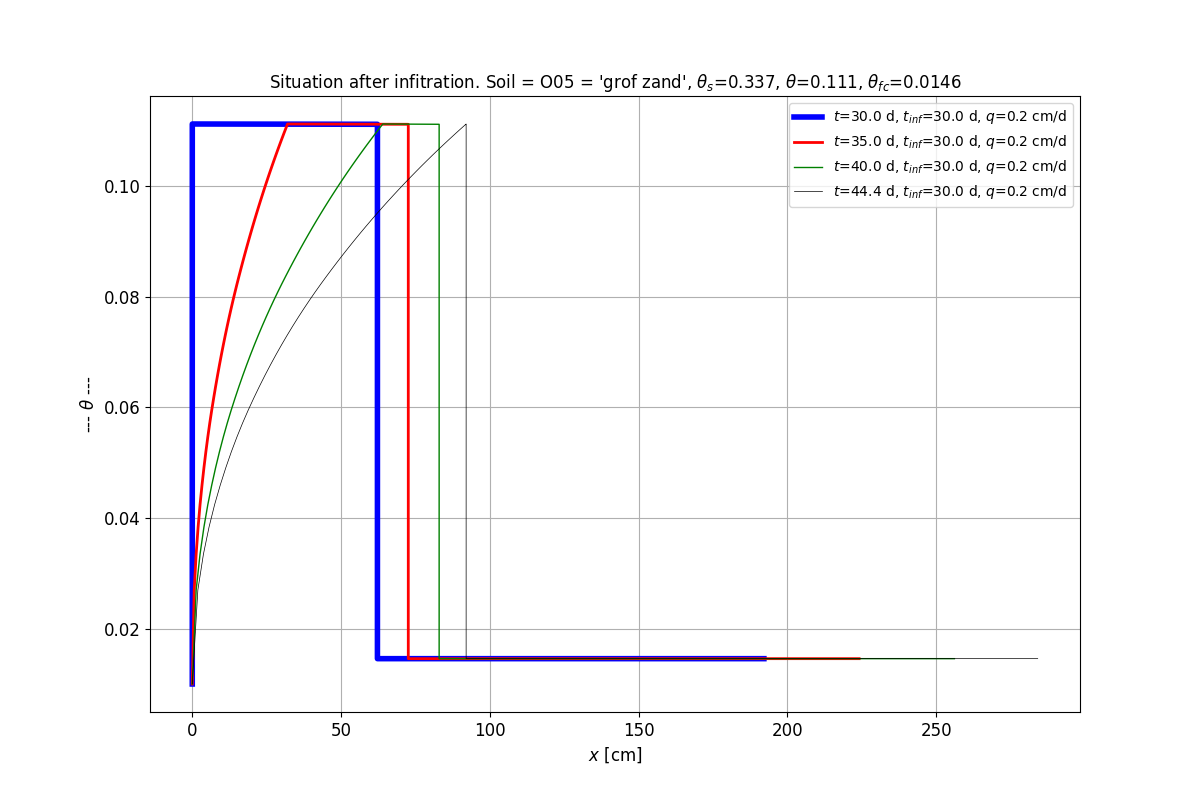 Situation after infitration. Soil = O05 = 'grof zand', θs=0.337, θ=0.111, θfc=0.0146
t=30.0 d, tinf=30.0 d, q=0.2 cm/d
t=35.0 d, tinf=30.0 d, q=0.2 cm/d
t=40.0 d, tinf=30.0 d, q=0.2 cm/d
t=44.4 d, tinf=30.0 d, q=0.2 cm/d
--- θ ---
0.10
0.08
0.06
0.04
0.02
0 50 100 150 200 250
x [cm]